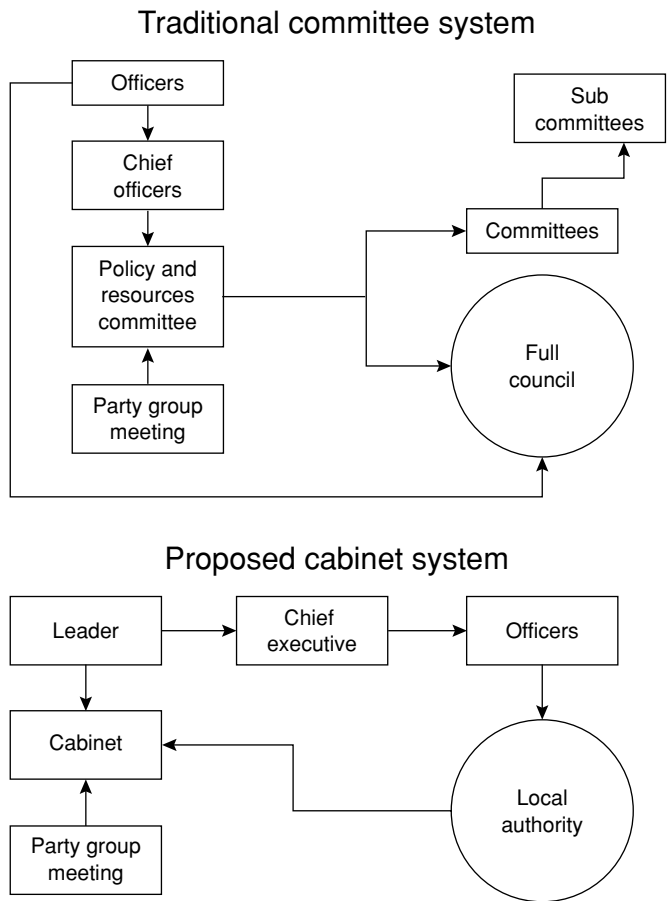 Traditional committee system
Officers
Sub
committees
Chief
officers
Committees
Policy and
resources
committee
Full
council
Party group
meeting
Proposed cabinet system
Leader
Chief
executive
Officers
Cabinet
Local
authority
Party group
meeting